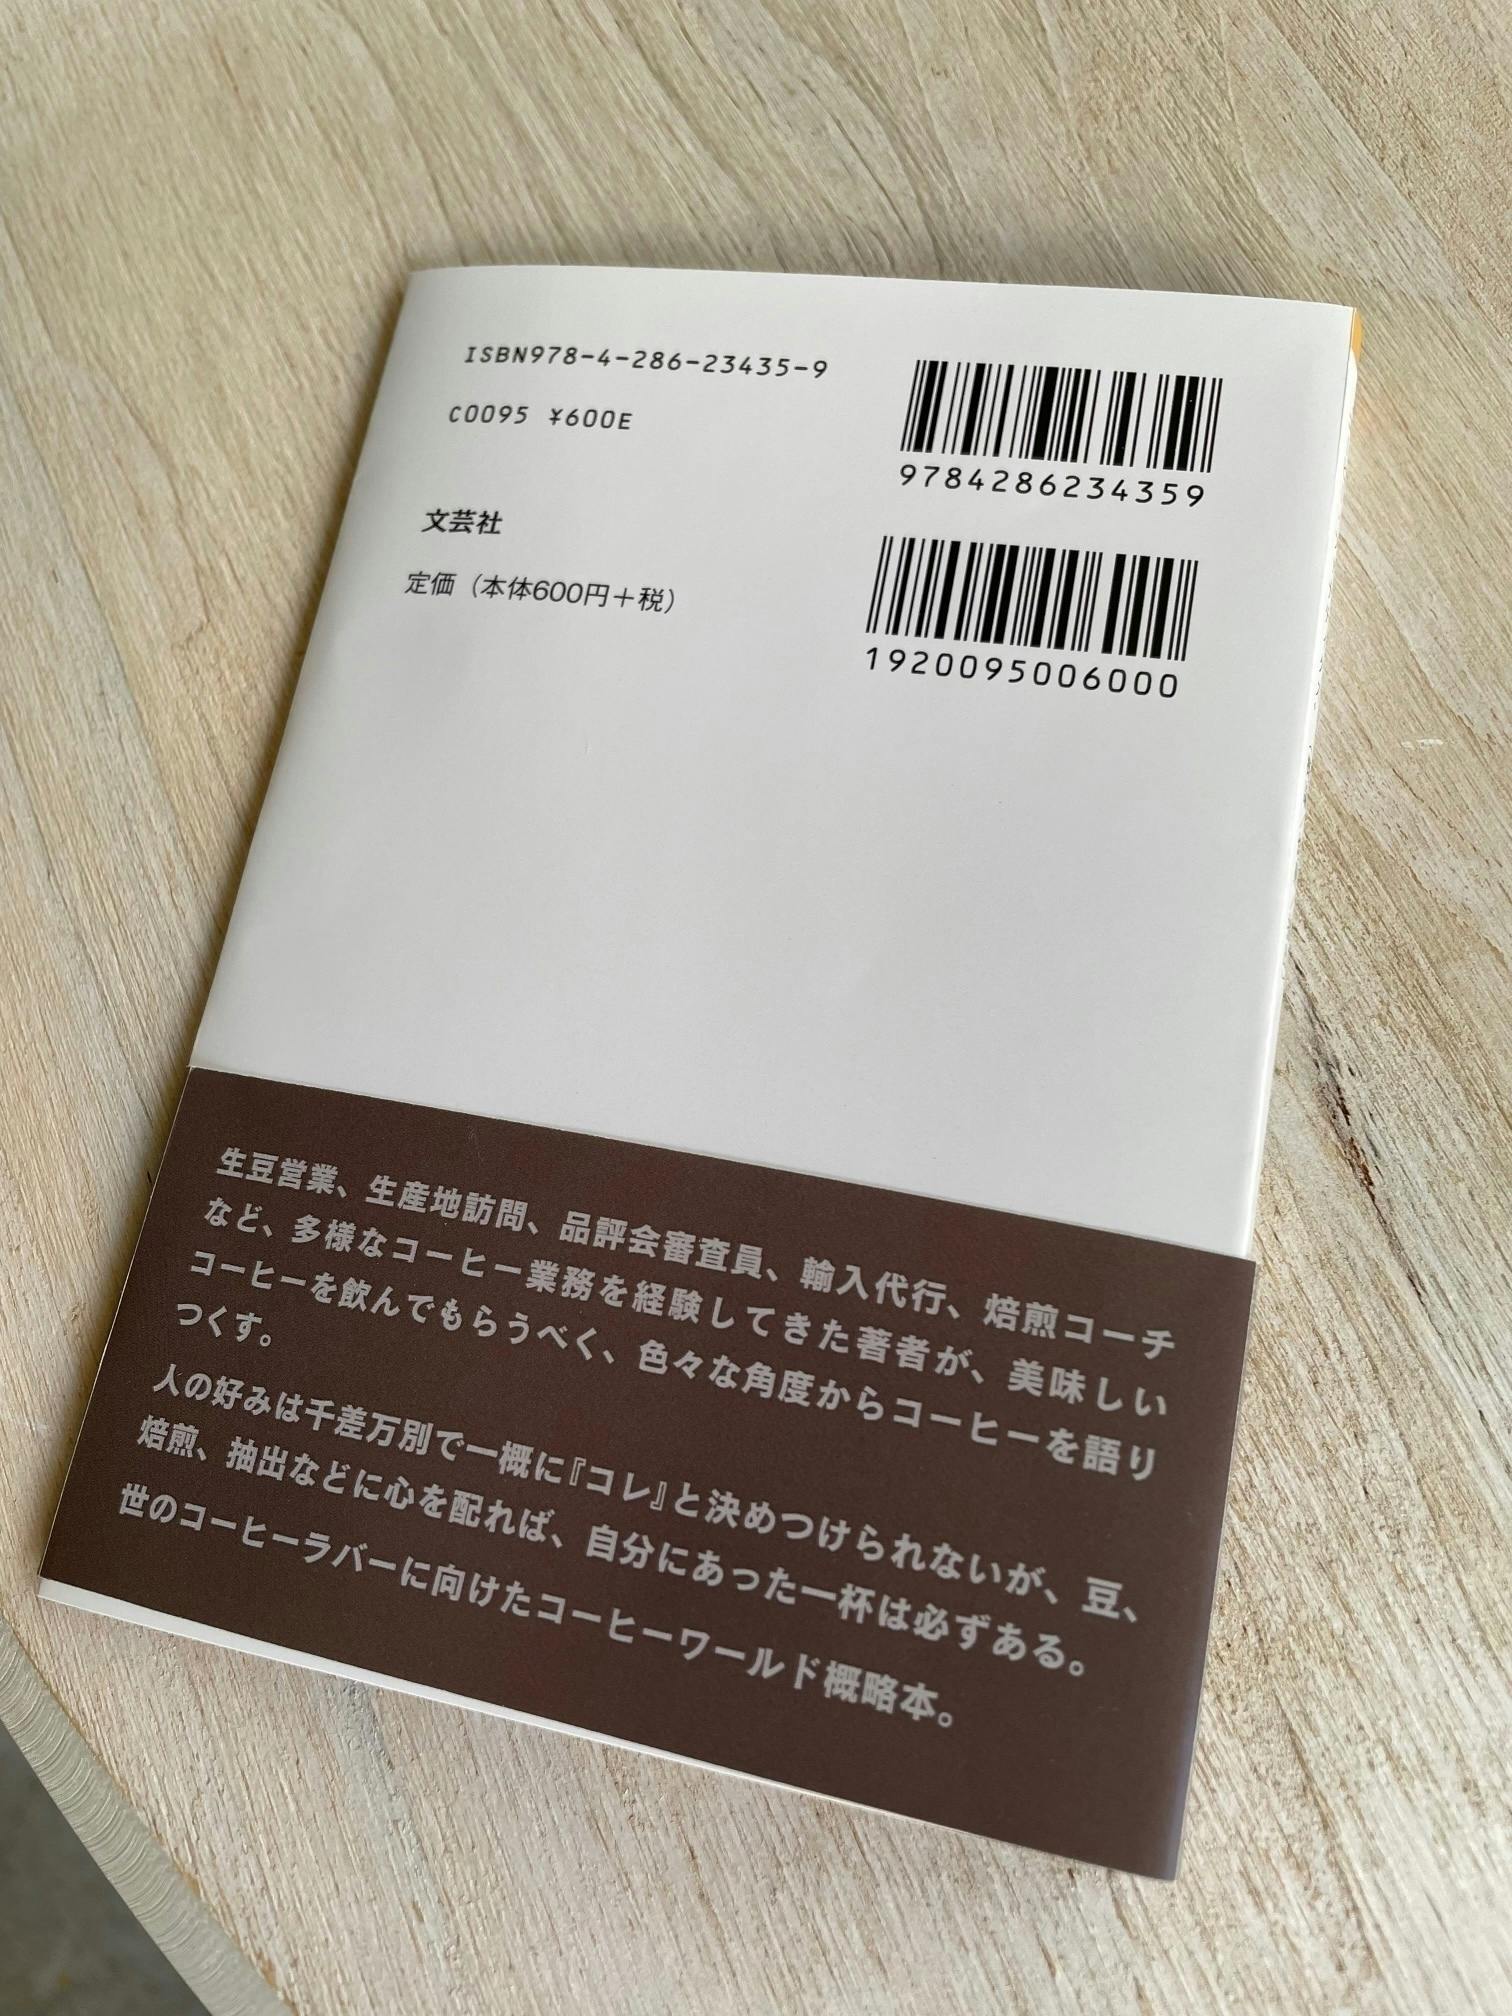 ISBN978-4-286-23435-9
C0095 ¥600E
文芸社
定価（本体600円＋税）
9784286234359
1920095006000
生豆営業、生産地訪問、品評会審査員、輸入代行、焙煎コーチ
など、多様なコーヒー業務を経験してきた著者が、美味しい
コーヒーを飲んでもらうべく、色々な角度からコーヒーを語り
つくす。
人の好みは千差万別で一概に『コレ』と決めつけられないが、豆、
焙煎、抽出などに心を配れば、自分にあった一杯は必ずある。
世のコーヒーラバーに向けたコーヒーワールド概略本。